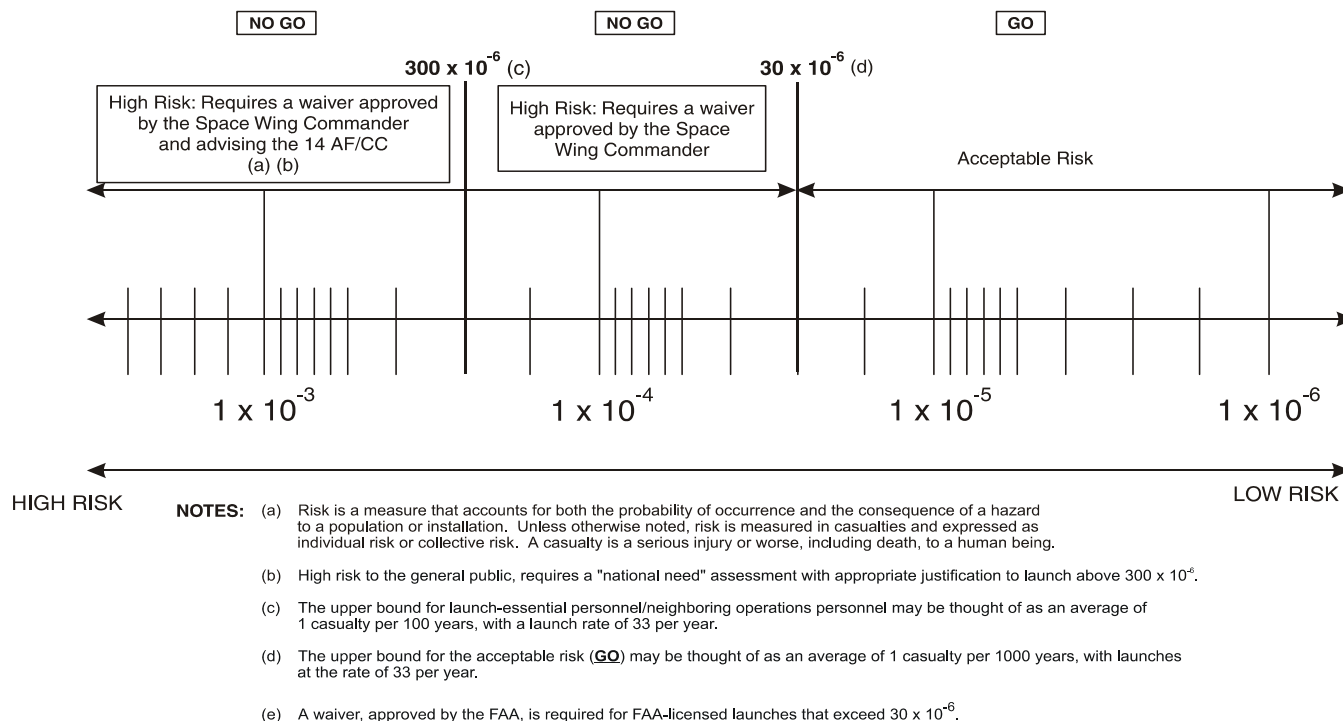 NO GO
NO GO
GO
300 x 10⁻⁶ (c)
30 x 10⁻⁶ (d)
High Risk: Requires a waiver approved
by the Space Wing Commander
and advising the 14 AF/CC
(a) (b)
High Risk: Requires a waiver
approved by the Space
Wing Commander
Acceptable Risk
1 x 10⁻³
1 x 10⁻⁴
1 x 10⁻⁵
1 x 10⁻⁶
HIGH RISK
LOW RISK
NOTES: (a) Risk is a measure that accounts for both the probability of occurrence and the consequence of a hazard
to a population or installation. Unless otherwise noted, risk is measured in casualties and expressed as
individual risk or collective risk. A casualty is a serious injury or worse, including death, to a human being.
(b) High risk to the general public, requires a "national need" assessment with appropriate justification to launch above 300 x 10⁻⁶.
(c) The upper bound for launch-essential personnel/neighboring operations personnel may be thought of as an average of
1 casualty per 100 years, with a launch rate of 33 per year.
(d) The upper bound for the acceptable risk (GO) may be thought of as an average of 1 casualty per 1000 years, with launches
at the rate of 33 per year.
(e) A waiver, approved by the FAA, is required for FAA-licensed launches that exceed 30 x 10⁻⁶.